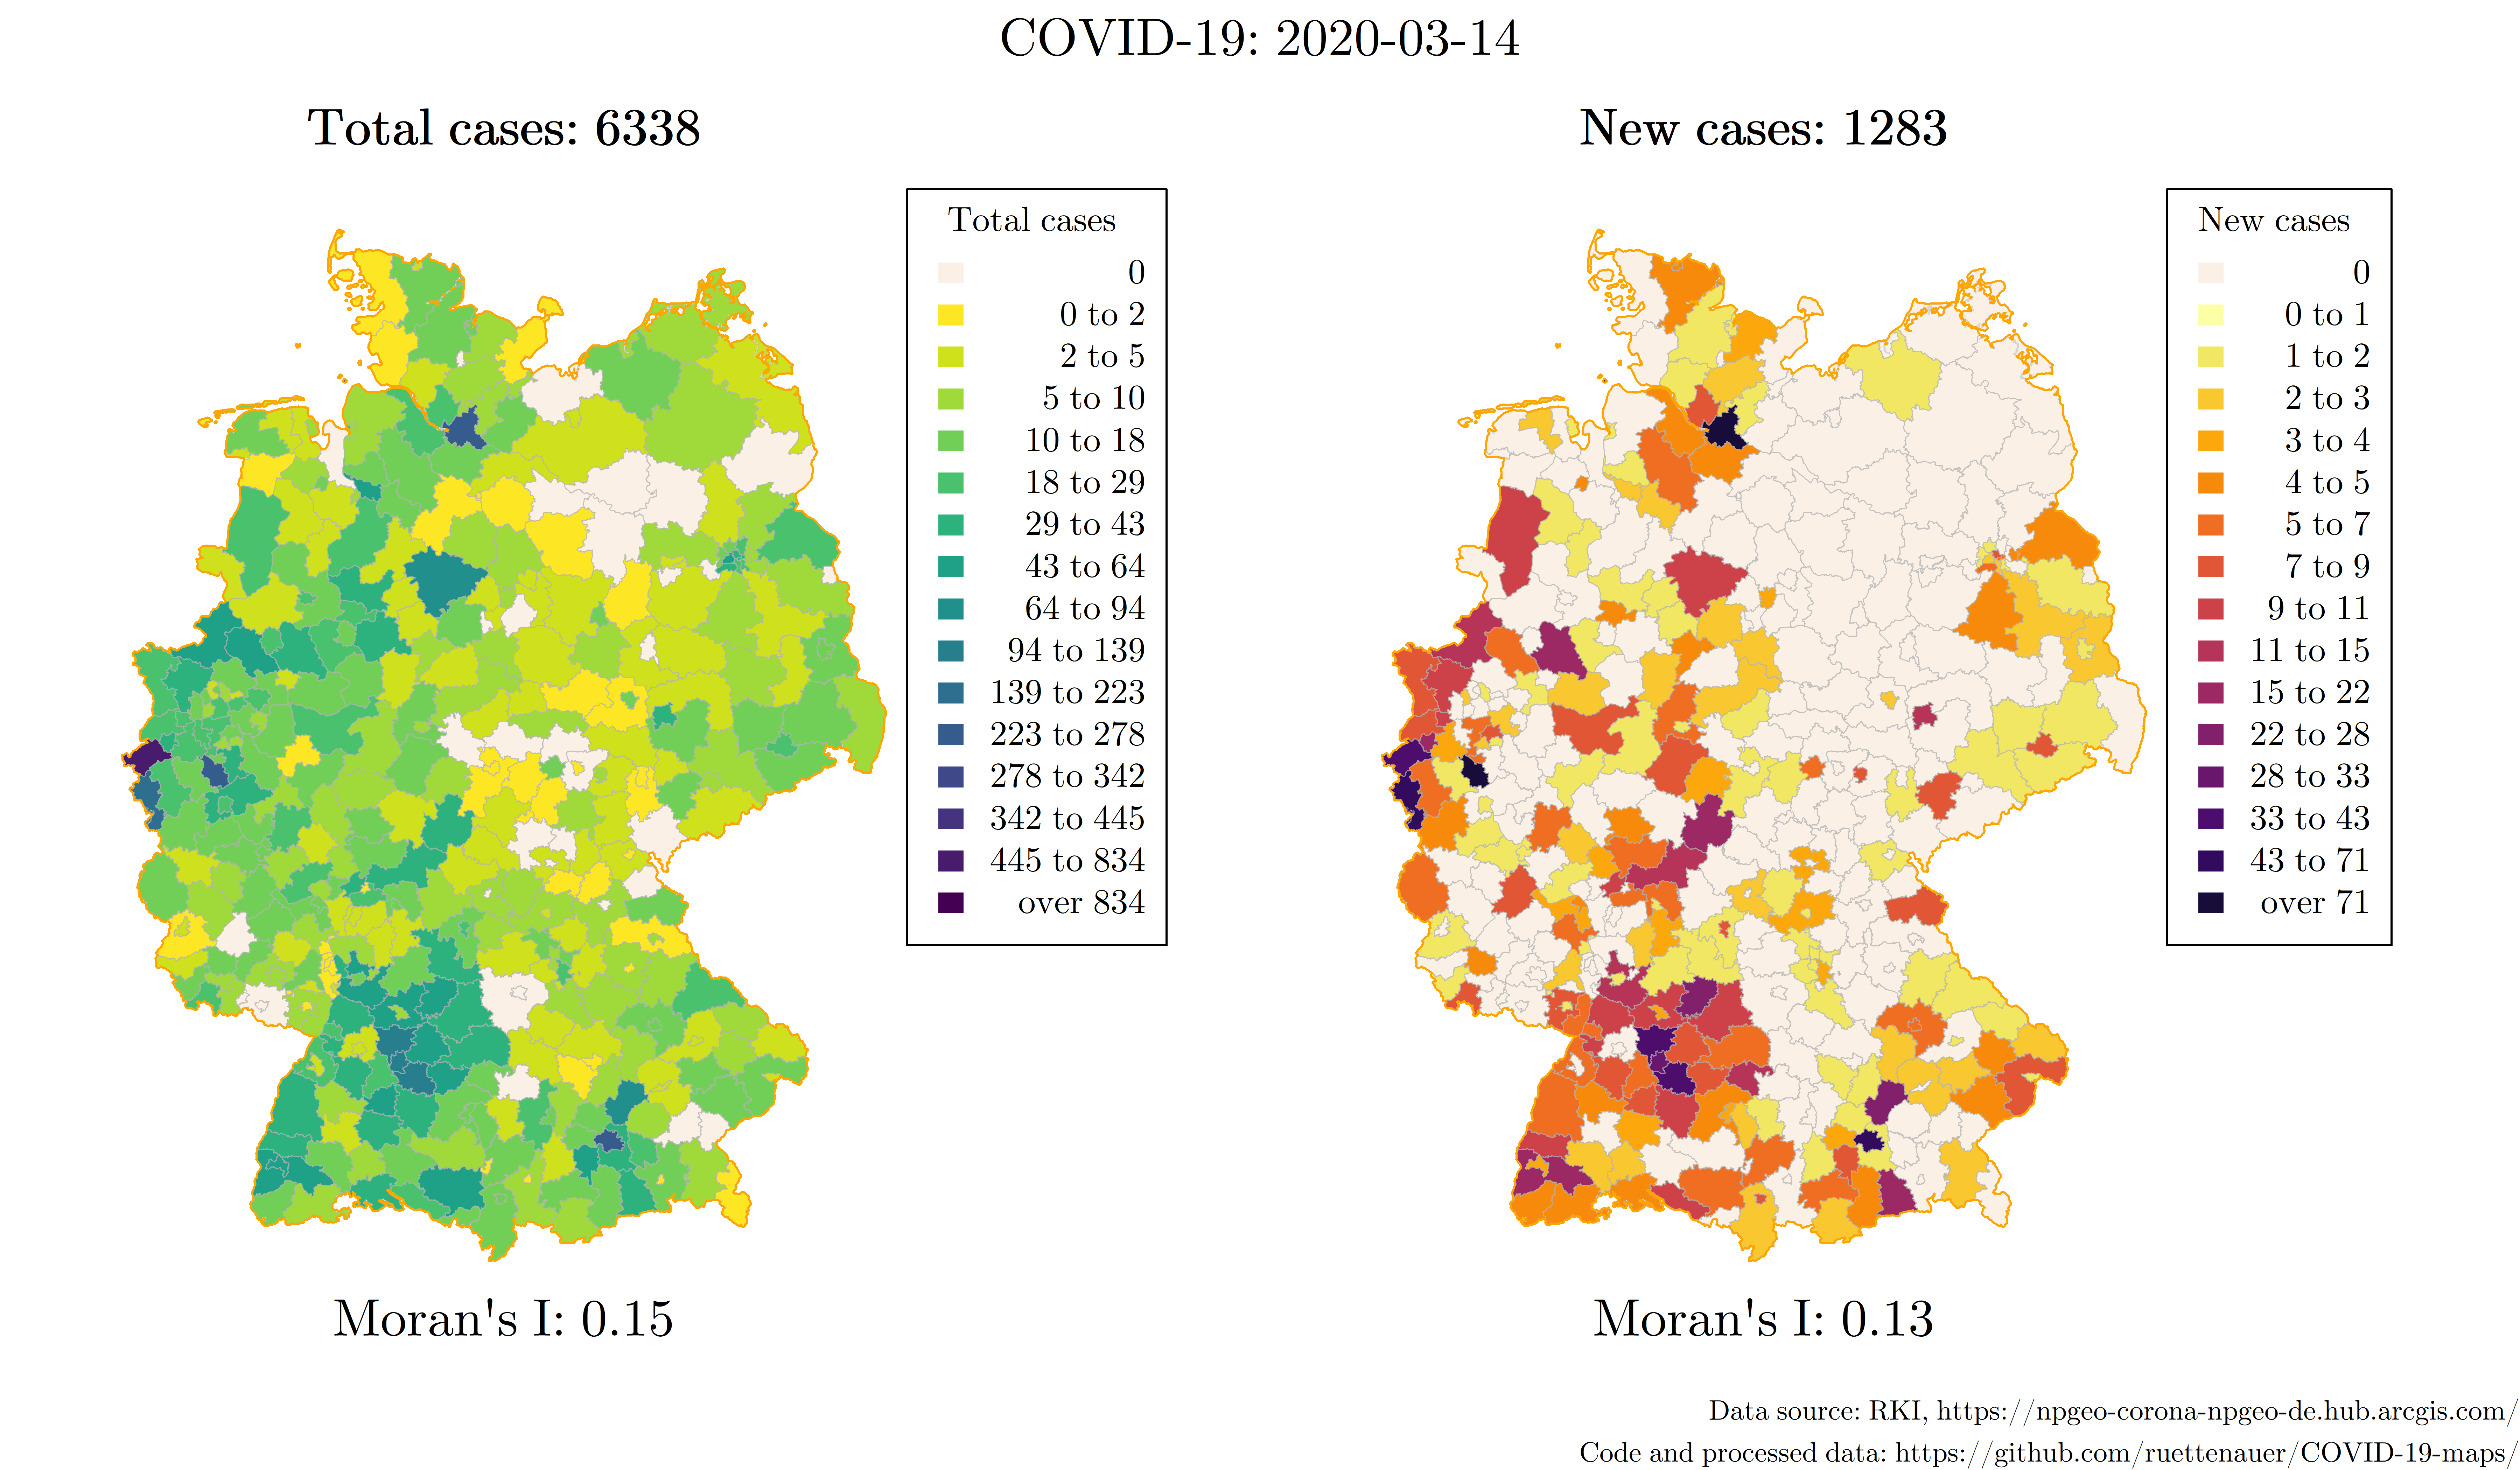 COVID-19: 2020-03-14
Total cases: 6338
Total cases
0
0 to 2
2 to 5
5 to 10
10 to 18
18 to 29
29 to 43
43 to 64
64 to 94
94 to 139
139 to 223
223 to 278
278 to 342
342 to 445
445 to 834
over 834
Moran's I: 0.15
New cases: 1283
New cases
0
0 to 1
1 to 2
2 to 3
3 to 4
4 to 5
5 to 7
7 to 9
9 to 11
11 to 15
15 to 22
22 to 28
28 to 33
33 to 43
43 to 71
over 71
Moran's I: 0.13
Data source: RKI, https://npgeo-corona-npgeo-de.hub.arcgis.com/
Code and processed data: https://github.com/ruettenauer/COVID-19-maps/